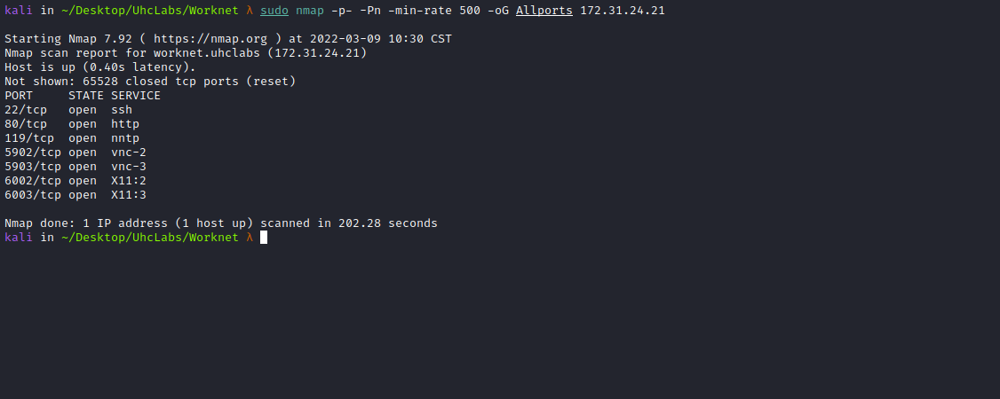 kali in ~/Desktop/UhcLabs/Worknet λ sudo nmap -p- -Pn -min-rate 500 -oG Allports 172.31.24.21
Starting Nmap 7.92 ( https://nmap.org ) at 2022-03-09 10:30 CST
Nmap scan report for worknet.uhclabs (172.31.24.21)
Host is up (0.40s latency).
Not shown: 65528 closed tcp ports (reset)
PORT     STATE SERVICE
22/tcp   open  ssh
80/tcp   open  http
119/tcp  open  nntp
5902/tcp open  vnc-2
5903/tcp open  vnc-3
6002/tcp open  X11:2
6003/tcp open  X11:3
Nmap done: 1 IP address (1 host up) scanned in 202.28 seconds
kali in ~/Desktop/UhcLabs/Worknet λ